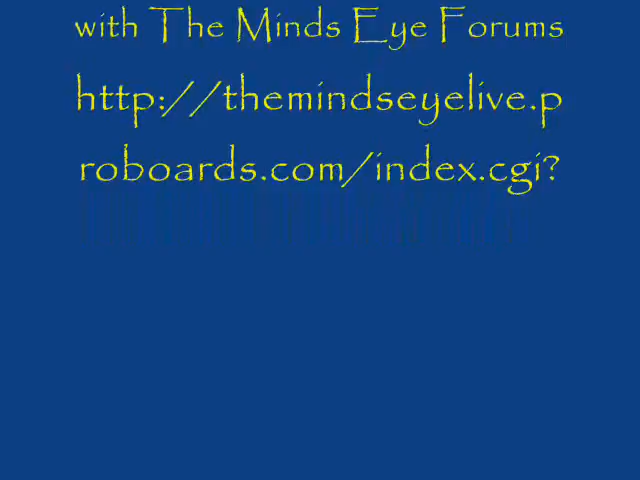 with The Minds Eye Forums
http://themindseyelive.p
roboards.com/index.cgi?